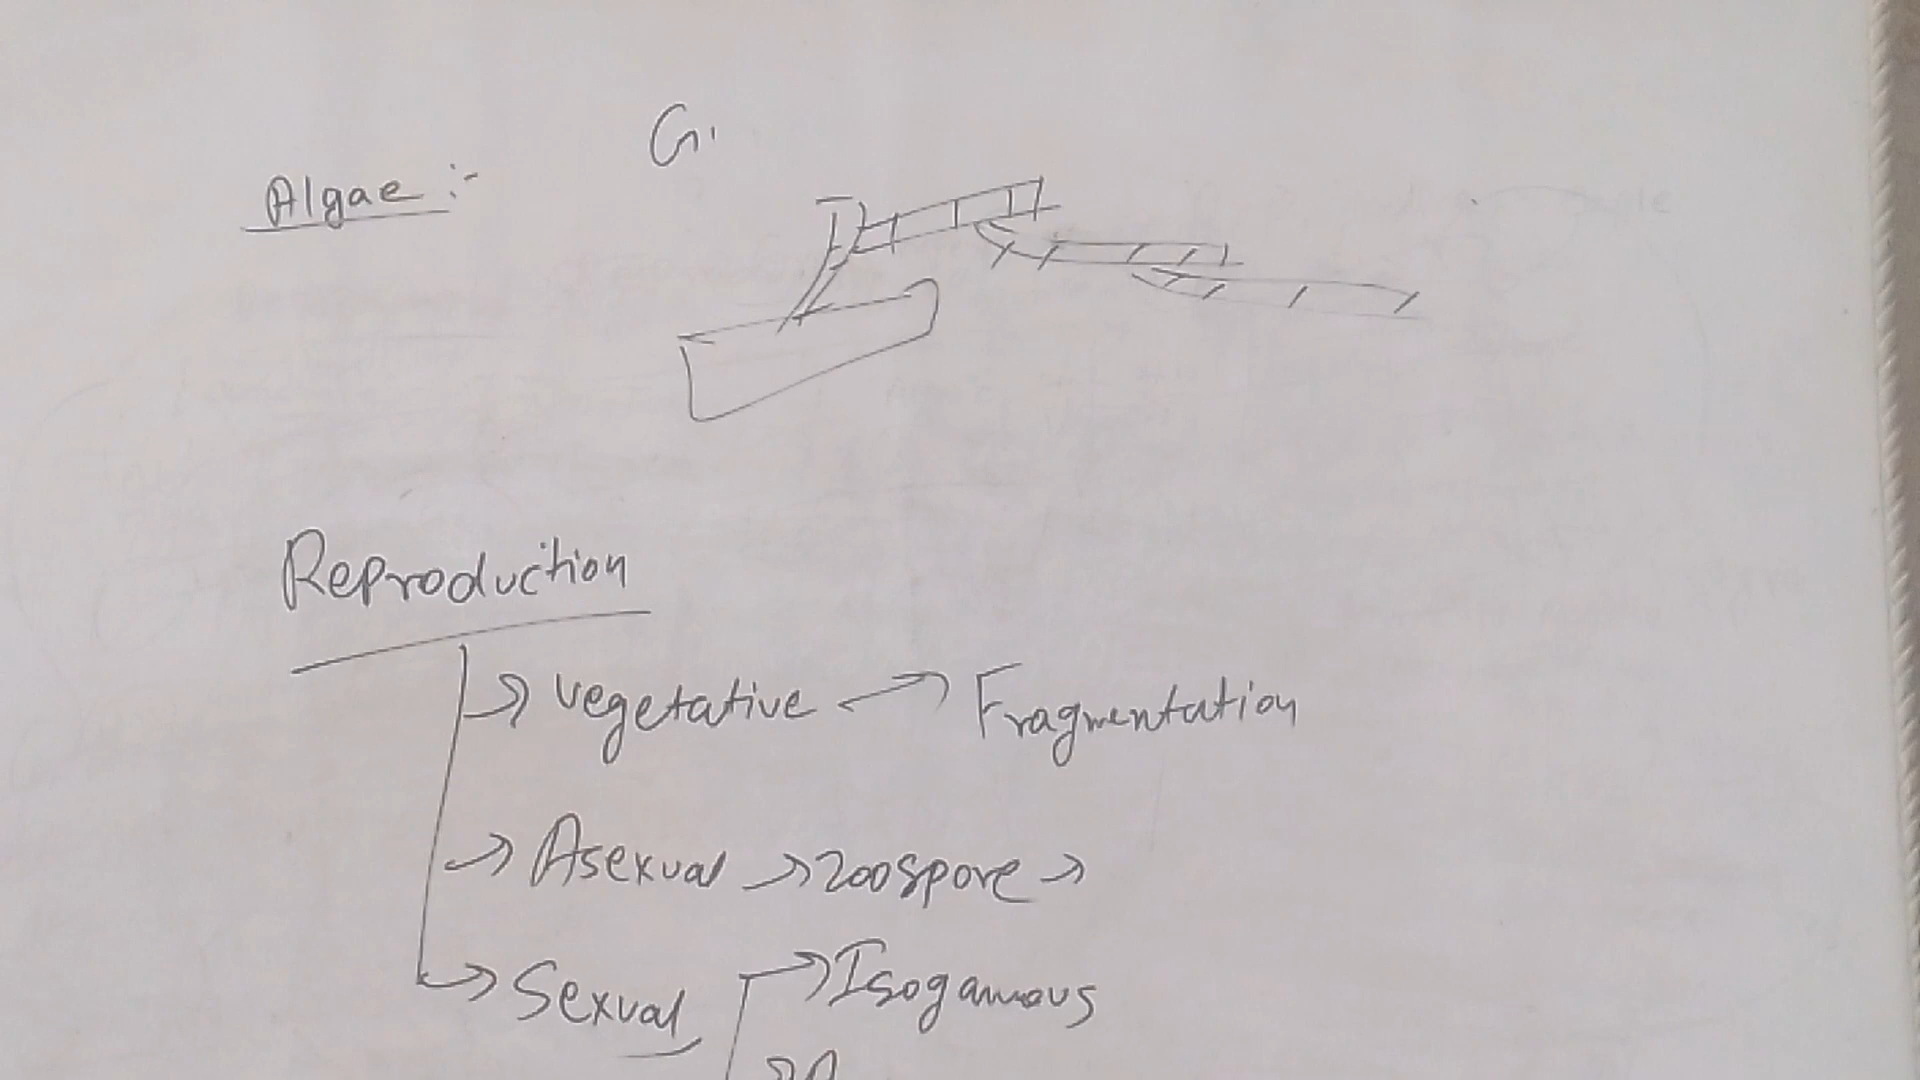 G.
Algae :-
Reproduction
→ vegetative → Fragmentation
→ Asexual → zoospore →
→ Sexual → Isogamous